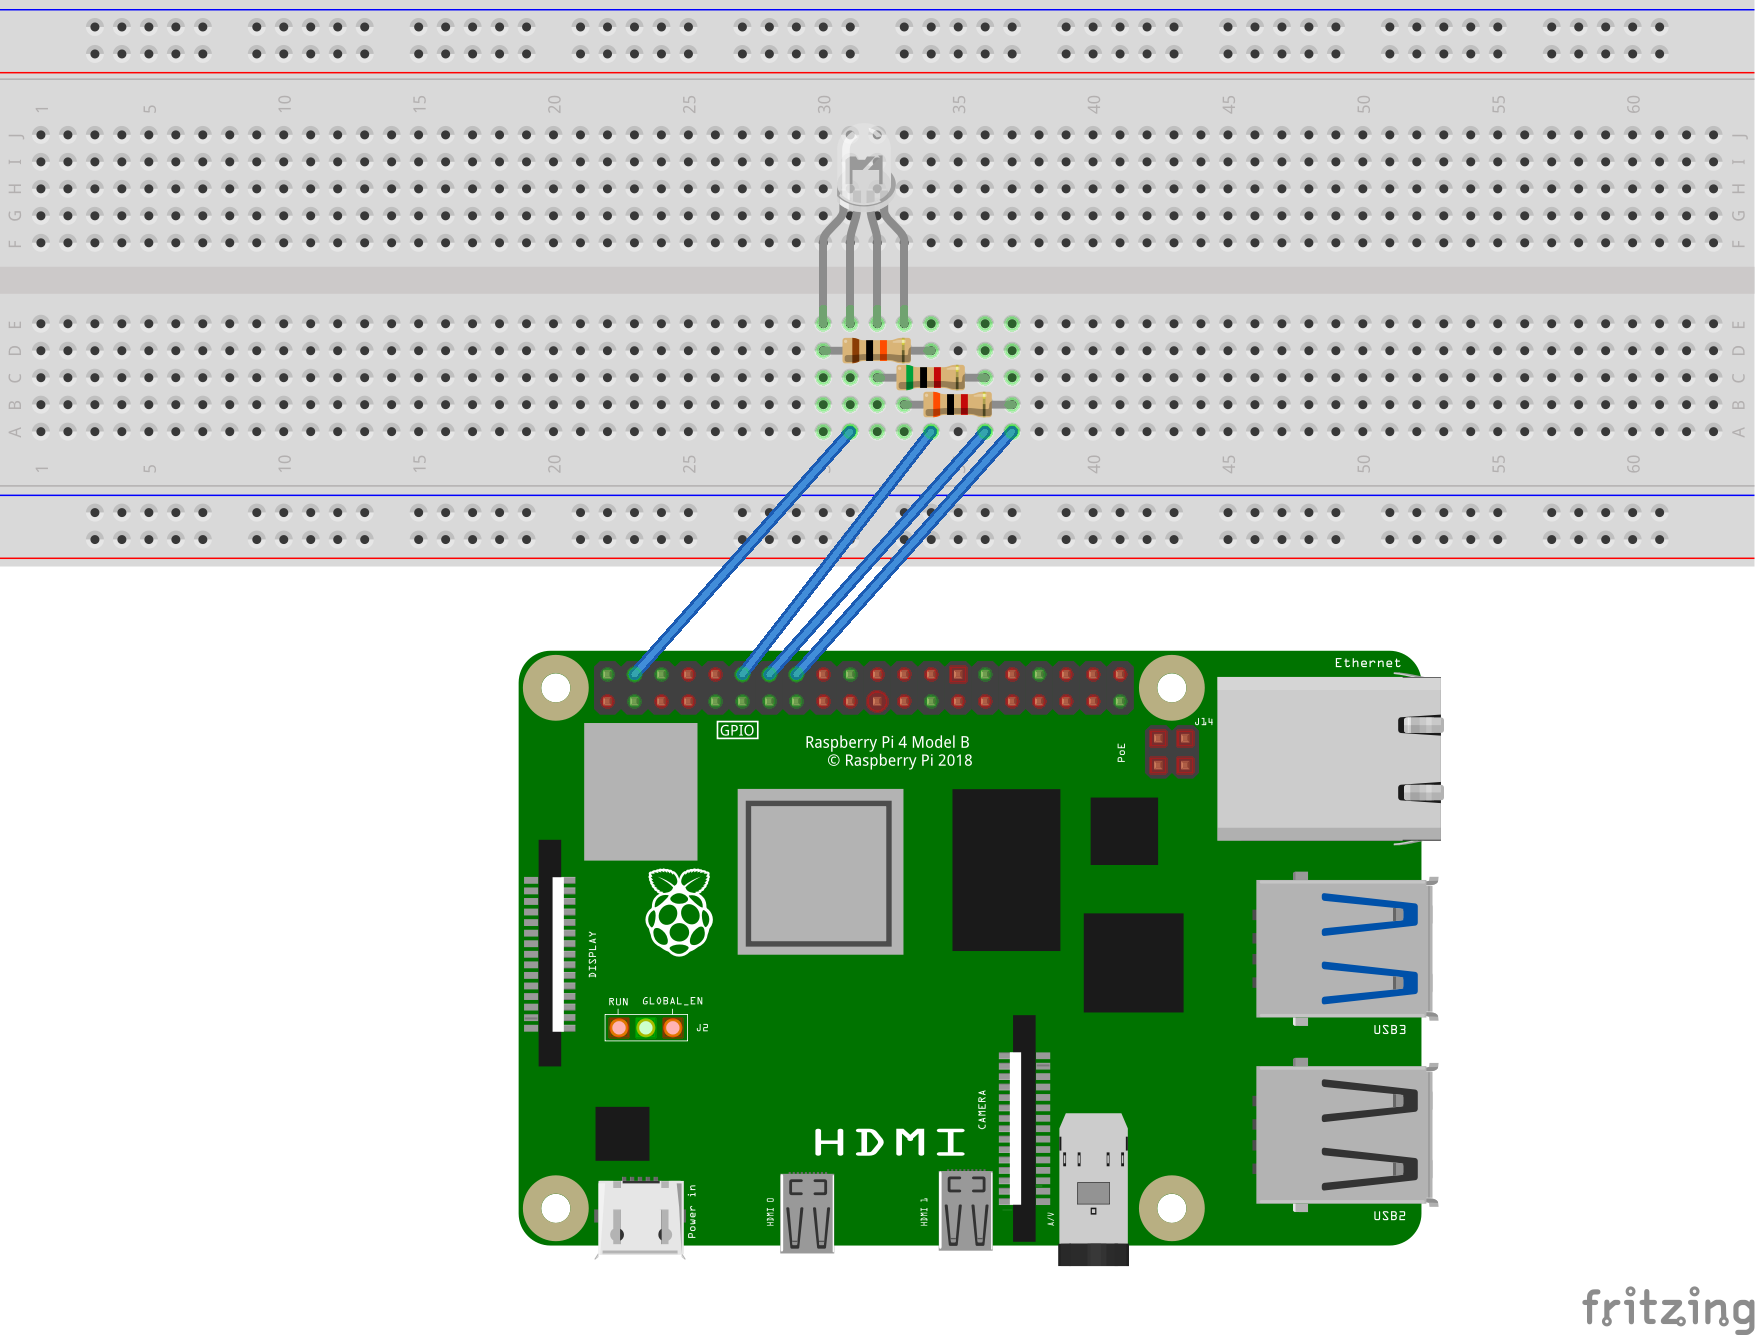 1 5 10 15 20 25 30 35 40 45 50 55 60
J J
I I
H H
G G
F F
E E
D D
C C
B B
A A
1 5 10 15 20 25 35 40 45 50 55 60
Ethernet
J14
GPIO
Raspberry Pi 4 Model B
© Raspberry Pi 2018
PoE
DISPLAY
RUN GLOBAL_EN
J2
USB3
CAMERA
HDMI
Power in
HDMI 0
HDMI 1
A/V
USB2
fritzing